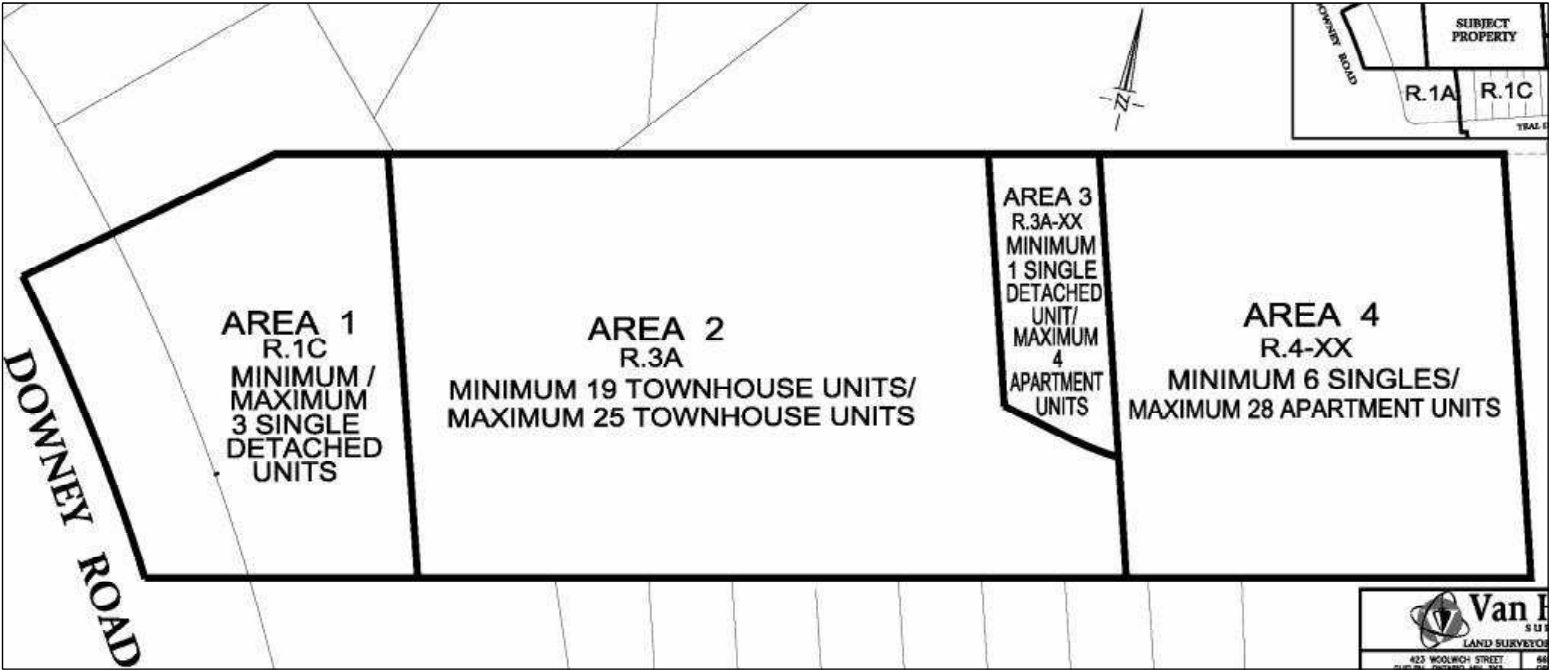 SUBJECT
PROPERTY
ROAD
R.1A
R.1C
AREA 1
R.1C
MINIMUM /
MAXIMUM
3 SINGLE
DETACHED
UNITS
AREA 2
R.3A
MINIMUM 19 TOWNHOUSE UNITS/
MAXIMUM 25 TOWNHOUSE UNITS
AREA 3
R.3A-XX
MINIMUM
1 SINGLE
DETACHED
UNIT/
MAXIMUM
4
APARTMENT
UNITS
AREA 4
R.4-XX
MINIMUM 6 SINGLES/
MAXIMUM 28 APARTMENT UNITS
DOWNEY ROAD
Van
LAND SURVEYO
423 WOOLWICH STREET